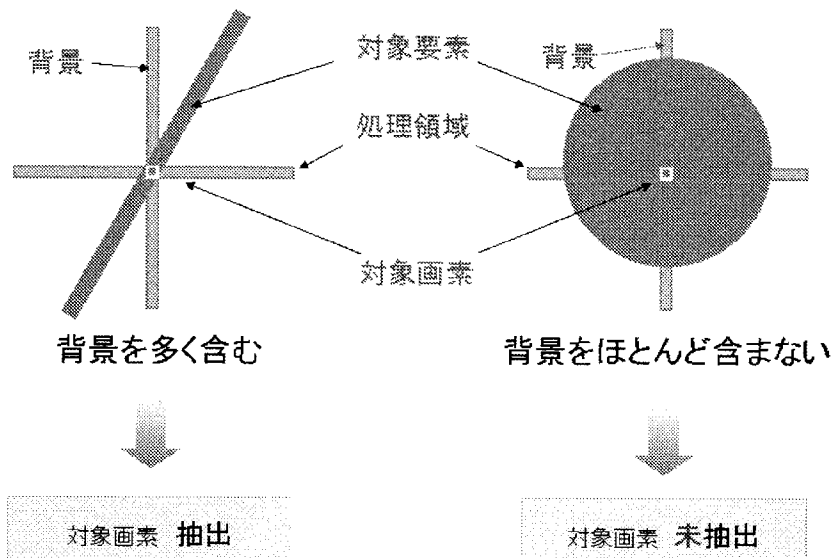 背景
対象要素
背景
処理領域
対象画素
背景を多く含む
背景をほとんど含まない
対象画素 抽出
対象画素 未抽出